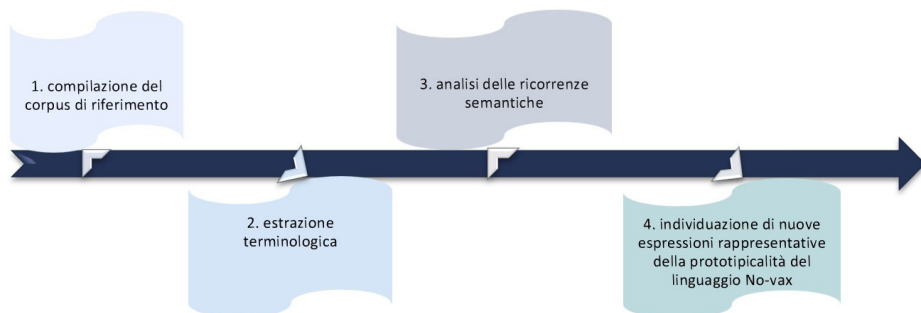 1. compilazione del
corpus di riferimento
2. estrazione
terminologica
3. analisi delle ricorrenze
semantiche
4. individuazione di nuove
espressioni rappresentative
della prototipicalità del
linguaggio No-vax